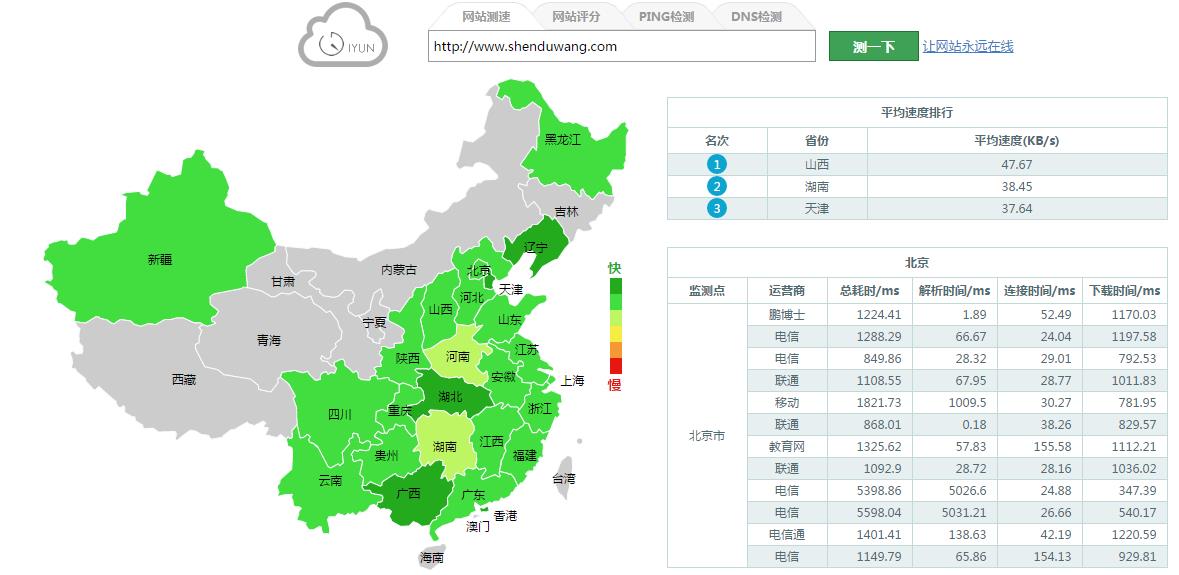 网站测速 网站评分 PING检测 DNS检测
IYUN
http://www.shenduwang.com 测一下 让网站永远在线
平均速度排行
名次 省份 平均速度(KB/s)
1 山西 47.67
2 湖南 38.45
3 天津 37.64
黑龙江
吉林
辽宁
新疆
内蒙古
北京
甘肃
天津
河北
山西
宁夏
山东
青海
江苏
陕西
河南
安徽
西藏
上海
湖北
浙江
重庆
四川
江西
湖南
贵州
福建
云南
台湾
广西
广东
香港
澳门
海南
快
慢
北京
监测点 运营商 总耗时/ms 解析时间/ms 连接时间/ms 下载时间/ms
鹏博士 1224.41 1.89 52.49 1170.03
电信 1288.29 66.67 24.04 1197.58
电信 849.86 28.32 29.01 792.53
联通 1108.55 67.95 28.77 1011.83
移动 1821.73 1009.5 30.27 781.95
联通 868.01 0.18 38.26 829.57
北京市
教育网 1325.62 57.83 155.58 1112.21
联通 1092.9 28.72 28.16 1036.02
电信 5398.86 5026.6 24.88 347.39
电信 5598.04 5031.21 26.66 540.17
电信通 1401.41 138.63 42.19 1220.59
电信 1149.79 65.86 154.13 929.81